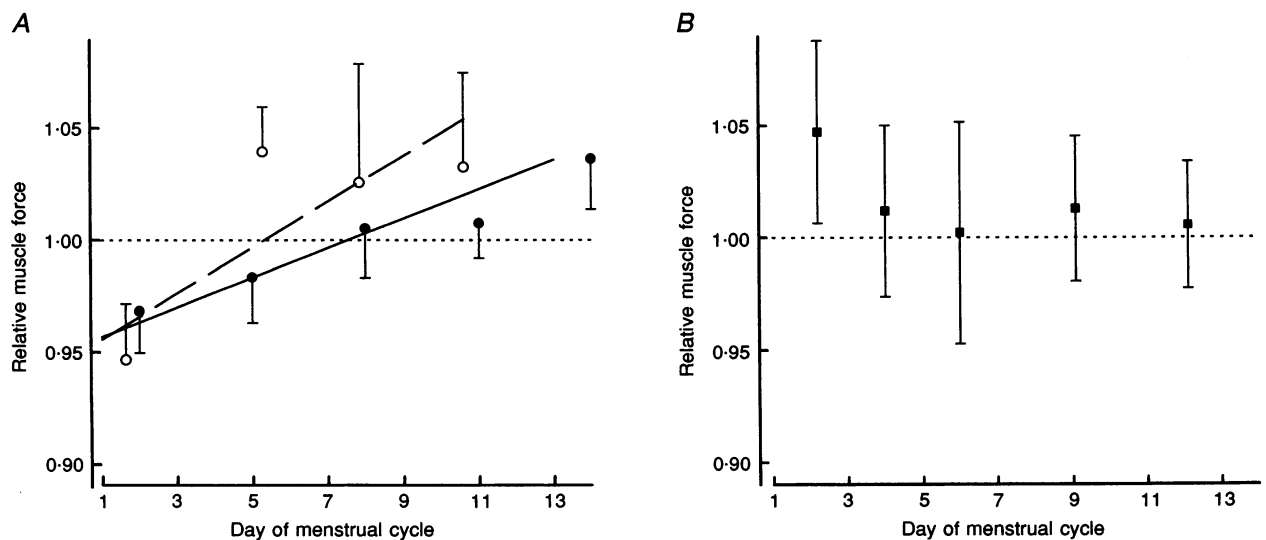 A
Relative muscle force
1·05
1·00
0·95
0·90
1 3 5 7 9 11 13
Day of menstrual cycle
B
Relative muscle force
1·05
1·00
0·95
0·90
1 3 5 7 9 11 13
Day of menstrual cycle